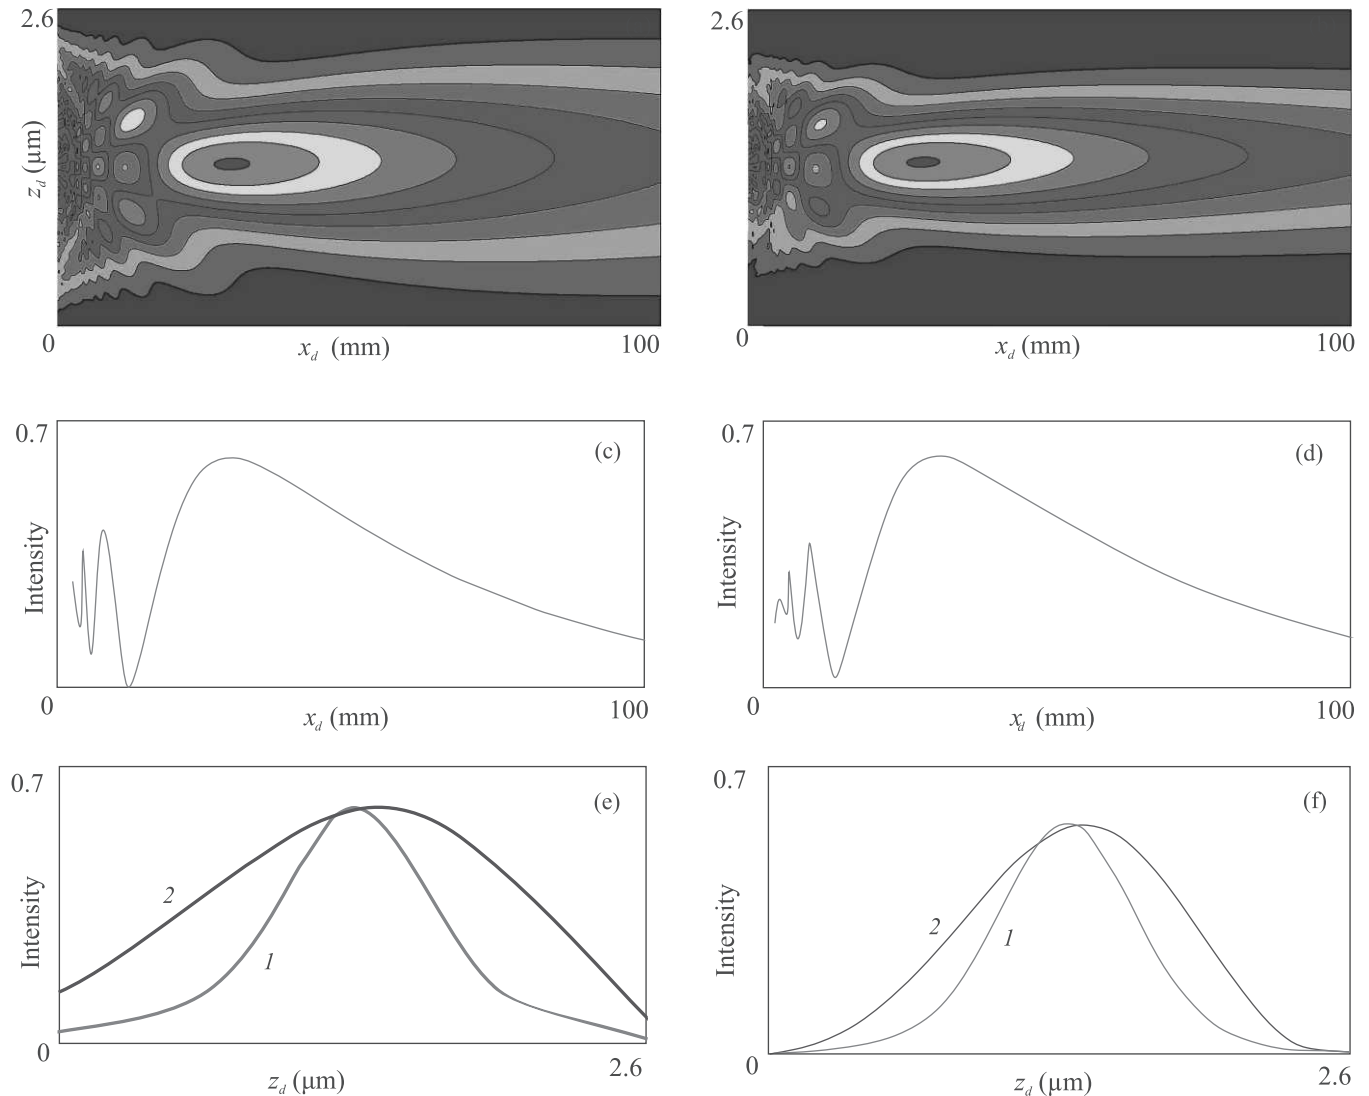 2.6
z_d (μm)
0
x_d (mm)
100
2.6
0
x_d (mm)
100
0.7
(c)
Intensity
0
x_d (mm)
100
0.7
(d)
Intensity
0
x_d (mm)
100
0.7
(e)
2
1
Intensity
0
z_d (μm)
2.6
0.7
(f)
2
1
Intensity
0
z_d (μm)
2.6